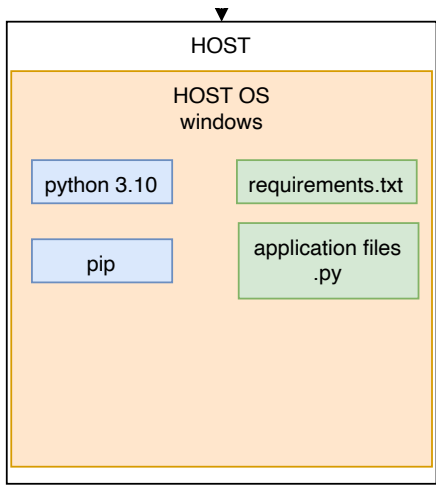 HOST
HOST OS
windows
python 3.10
requirements.txt
pip
application files
.py